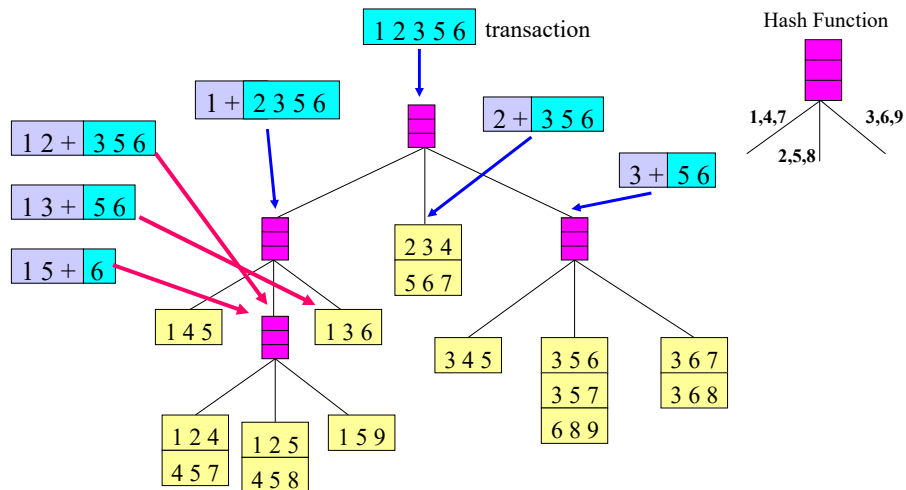 1 2 3 5 6 transaction
Hash Function
1,4,7
2,5,8
3,6,9
1 + 2 3 5 6
2 + 3 5 6
3 + 5 6
1 2 + 3 5 6
1 3 + 5 6
1 5 + 6
2 3 4
5 6 7
1 4 5
1 3 6
3 4 5
3 5 6
3 5 7
6 8 9
3 6 7
3 6 8
1 2 4
4 5 7
1 2 5
4 5 8
1 5 9